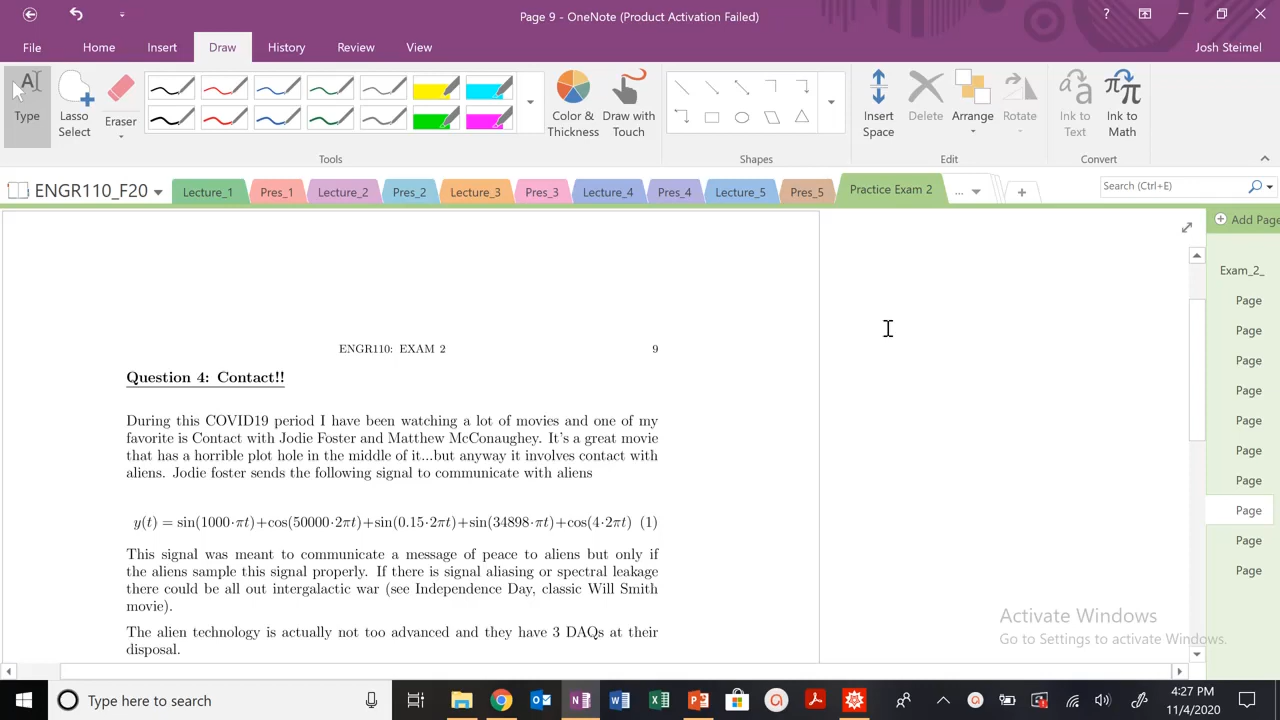 Page 9 - OneNote (Product Activation Failed)
?
File
Home
Insert
Draw
History
Review
View
Josh Steimel
Type
Lasso
Select
Eraser
Color &
Thickness
Draw with
Touch
Insert
Space
Delete
Arrange
Rotate
Ink to
Text
Ink to
Math
Tools
Shapes
Edit
Convert
ENGR110_F20
Lecture_1
Pres_1
Lecture_2
Pres_2
Lecture_3
Pres_3
Lecture_4
Pres_4
Lecture_5
Pres_5
Practice Exam 2
...
Search (Ctrl+E)
Add Page
Exam_2_
Page
Page
Page
Page
Page
Page
Page
Page
Page
Page
ENGR110: EXAM 2 9
Question 4: Contact!!
During this COVID19 period I have been watching a lot of movies and one of my
favorite is Contact with Jodie Foster and Matthew McConaughey. It's a great movie
that has a horrible plot hole in the middle of it...but anyway it involves contact with
aliens. Jodie foster sends the following signal to communicate with aliens
y(t) = sin(1000·πt)+cos(50000·2πt)+sin(0.15·2πt)+sin(34898·πt)+cos(4·2πt) (1)
This signal was meant to communicate a message of peace to aliens but only if
the aliens sample this signal properly. If there is signal aliasing or spectral leakage
there could be all out intergalactic war (see Independence Day, classic Will Smith
movie).
The alien technology is actually not too advanced and they have 3 DAQs at their
disposal.
Activate Windows
Go to Settings to activate Windows.
Type here to search
4:27 PM
11/4/2020